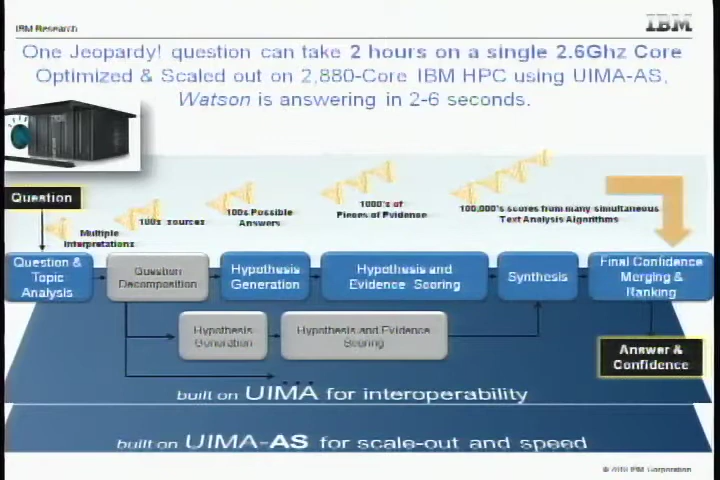 IBM Research
IBM
One Jeopardy! question can take 2 hours on a single 2.6Ghz Core
Optimized & Scaled out on 2,880-Core IBM HPC using UIMA-AS,
Watson is answering in 2-6 seconds.
Question
Multiple
Interpretations
100s sources
100s Possible
Answers
1000's of
Pieces of Evidence
100,000's scores from many simultaneous
Text Analysis Algorithms
Question &
Topic
Analysis
Question
Decomposition
Hypothesis
Generation
Hypothesis and
Evidence Scoring
Synthesis
Final Confidence
Merging &
Ranking
Hypothesis
Generation
Hypothesis and Evidence
Scoring
Answer &
Confidence
. . .
built on UIMA for interoperability
built on UIMA-AS for scale-out and speed
© 2010 IBM Corporation